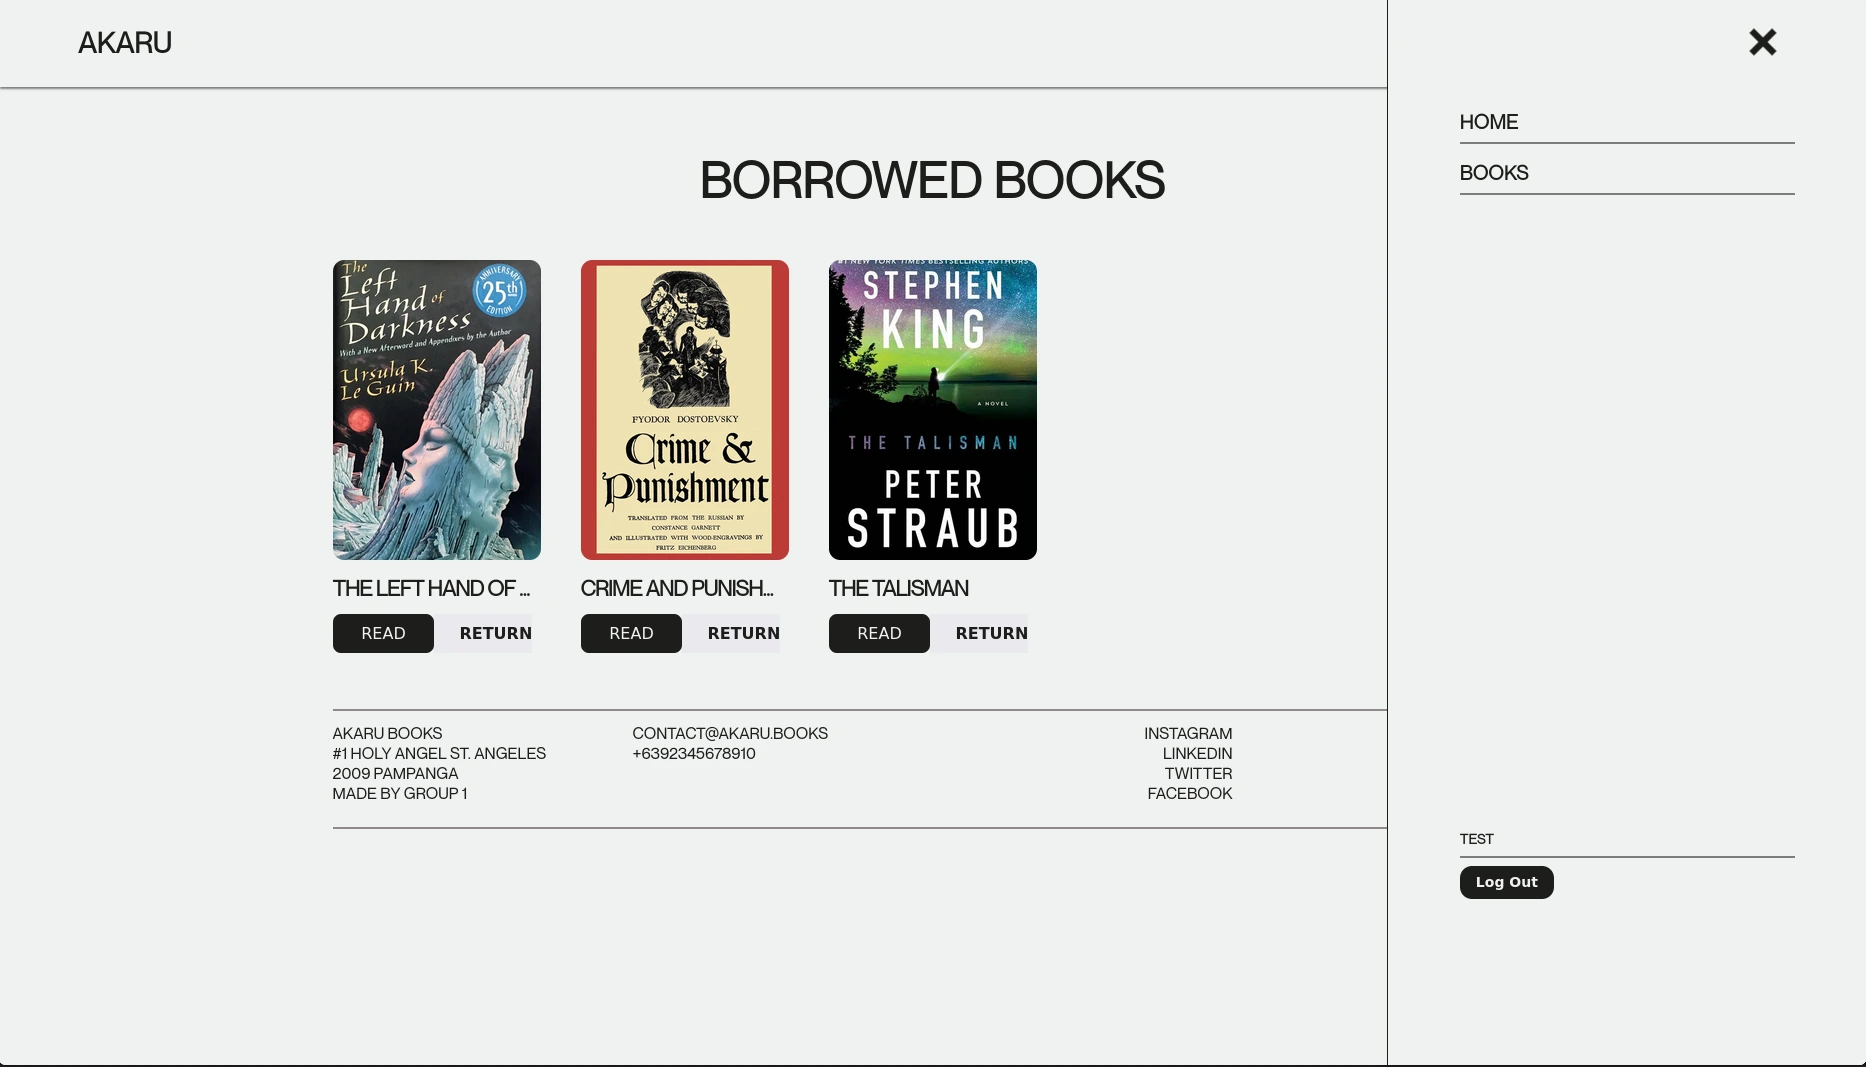 AKARU
HOME
BOOKS
BORROWED BOOKS
The
Left
Hand of
Darkness
With a New Afterword and Appendixes by the Author
Ursula K.
Le Guin
ANNIVERSARY
25th
EDITION
FYODOR DOSTOEVSKY
Crime &
Punishment
TRANSLATED FROM THE RUSSIAN BY
CONSTANCE GARNETT
AND ILLUSTRATED WITH WOOD-ENGRAVINGS BY
FRITZ EICHENBERG
#1 NEW YORK TIMES BESTSELLING AUTHORS
STEPHEN
KING
A NOVEL
THE TALISMAN
PETER
STRAUB
THE LEFT HAND OF ...
READ RETURN
CRIME AND PUNISH...
READ RETURN
THE TALISMAN
READ RETURN
AKARU BOOKS
#1 HOLY ANGEL ST. ANGELES
2009 PAMPANGA
MADE BY GROUP 1
CONTACT@AKARU.BOOKS
+6392345678910
INSTAGRAM
LINKEDIN
TWITTER
FACEBOOK
TEST
Log Out